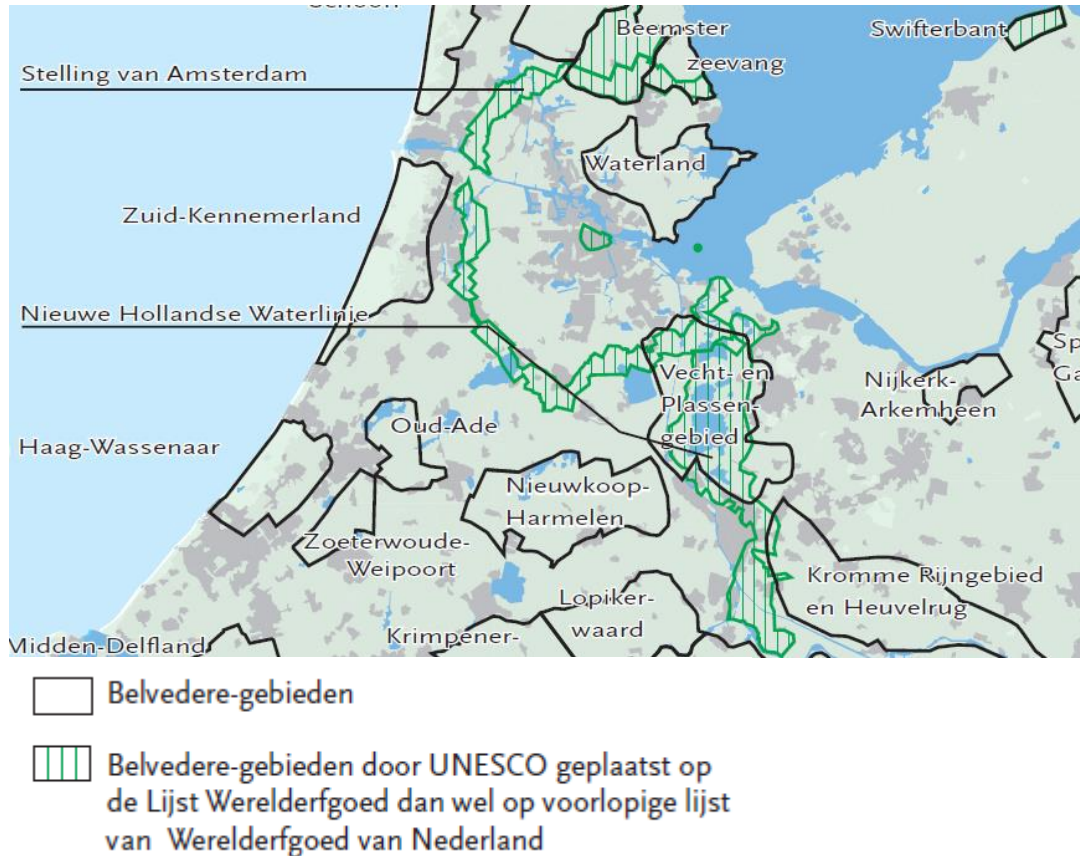 Beemster
Swifterbant
zeevang
Stelling van Amsterdam
Waterland
Zuid-Kennemerland
Nieuwe Hollandse Waterlinie
Vecht- en
Plassen-
gebied
Nijkerk-
Arkemheen
Sp
Ga
Oud-Ade
Haag-Wassenaar
Nieuwkoop-
Harmelen
Zoeterwoude-
Weipoort
Kromme Rijngebied
en Heuvelrug
Lopiker-
waard
Krimpener-
Midden-Delfland
Belvedere-gebieden
Belvedere-gebieden door UNESCO geplaatst op
de Lijst Werelderfgoed dan wel op voorlopige lijst
van Werelderfgoed van Nederland